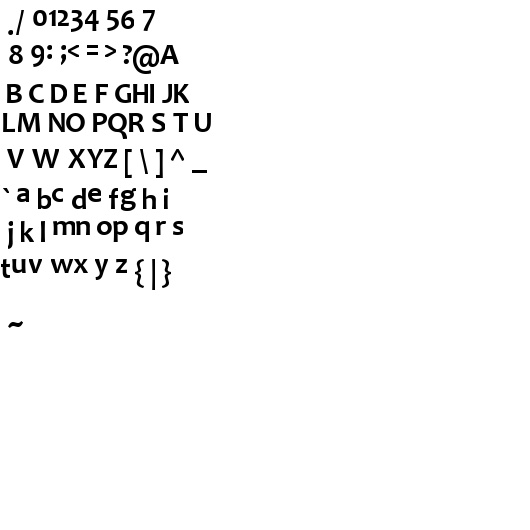 ./ 01234 56 7
8 9: ;< = > ?@A
B C D E F GHI JK
LM NO PQR S T U
V W XYZ [ \ ] ^ _
` a bc de fg h i
j k l mn op q r s
tuv wx y z { | }
~